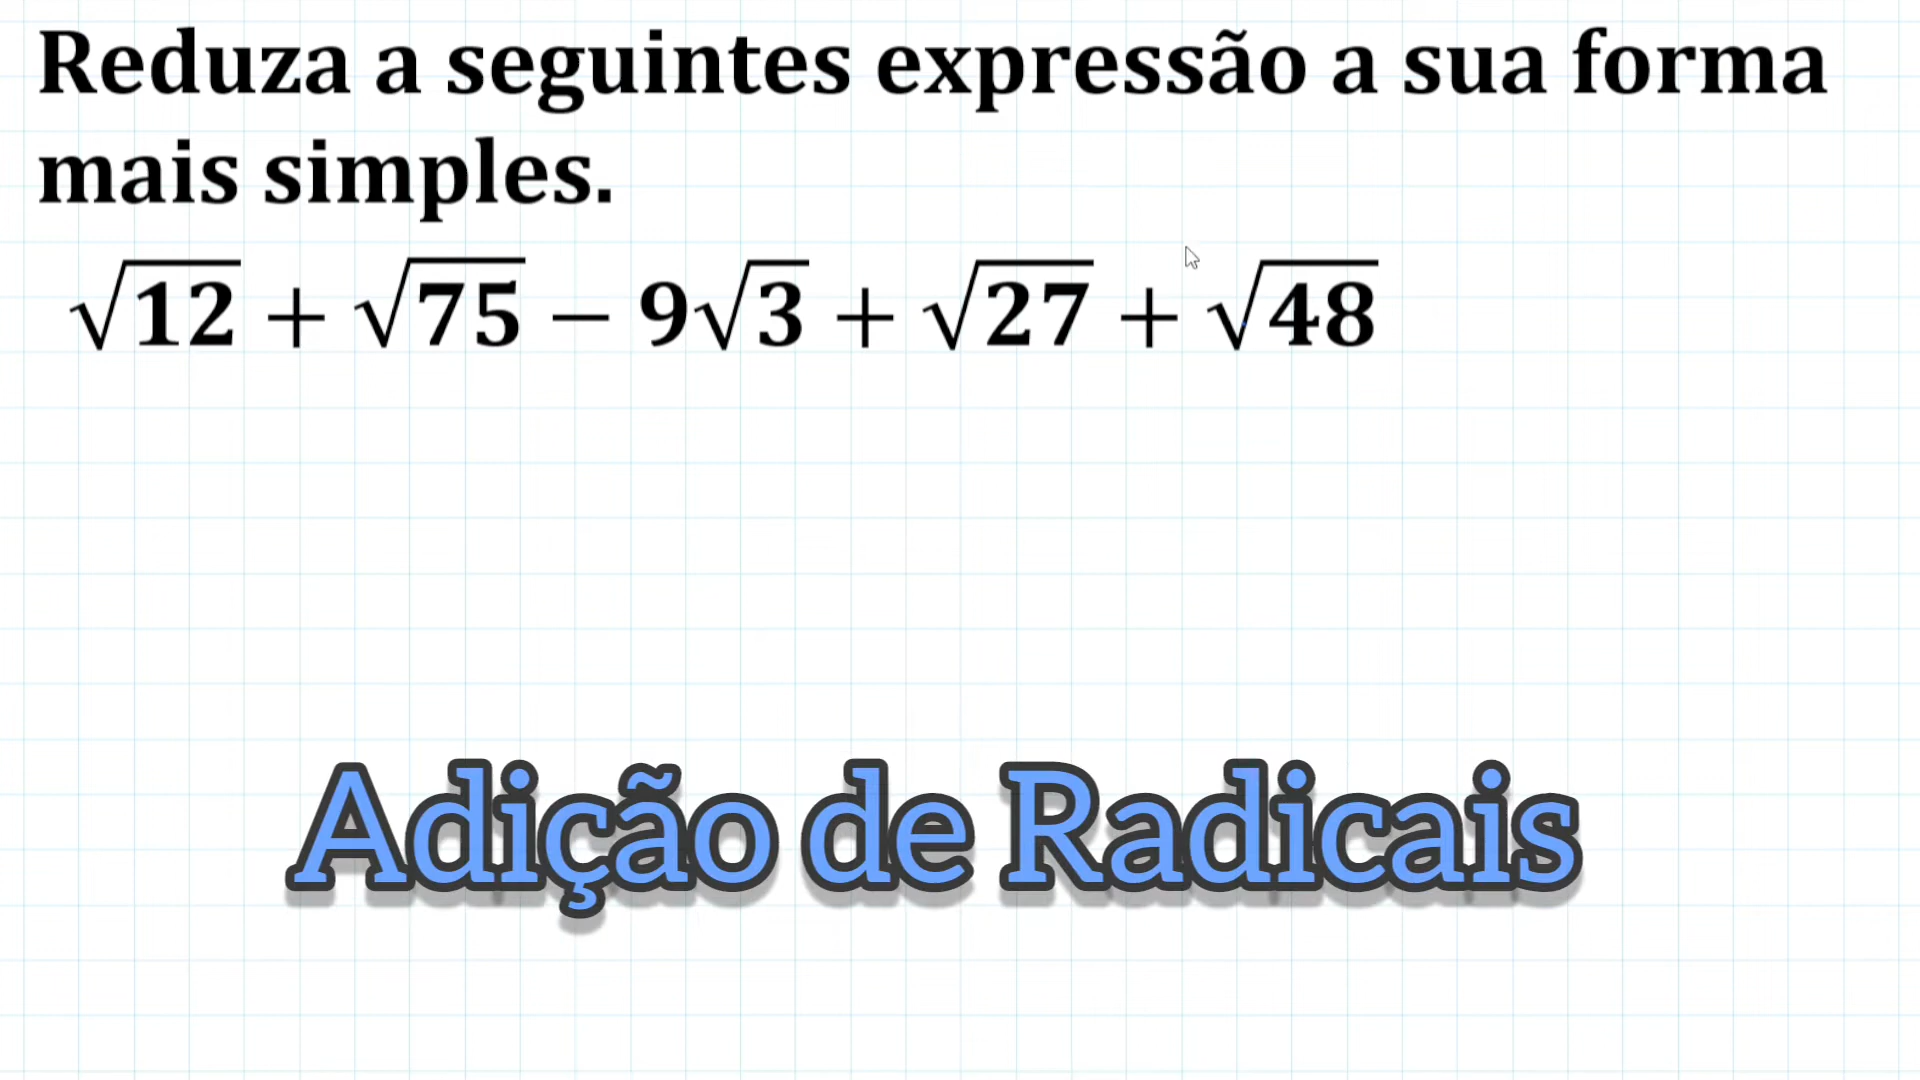 Reduza a seguintes expressão a sua forma
mais simples.
√12 + √75 − 9√3 + √27 + √48
Adição de Radicais